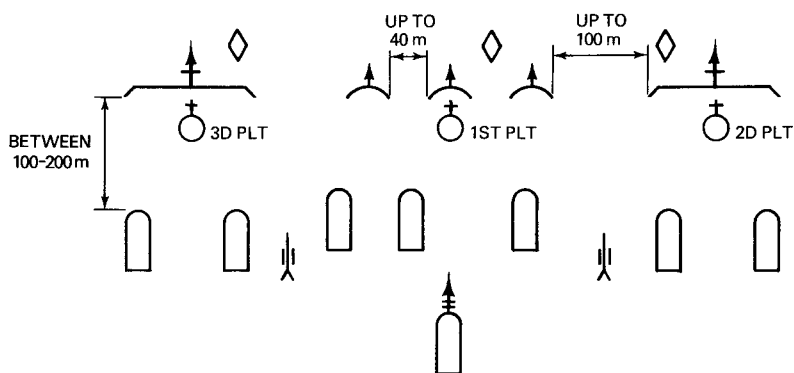 UP TO
40 m
UP TO
100 m
BETWEEN
100-200 m
3D PLT
1ST PLT
2D PLT